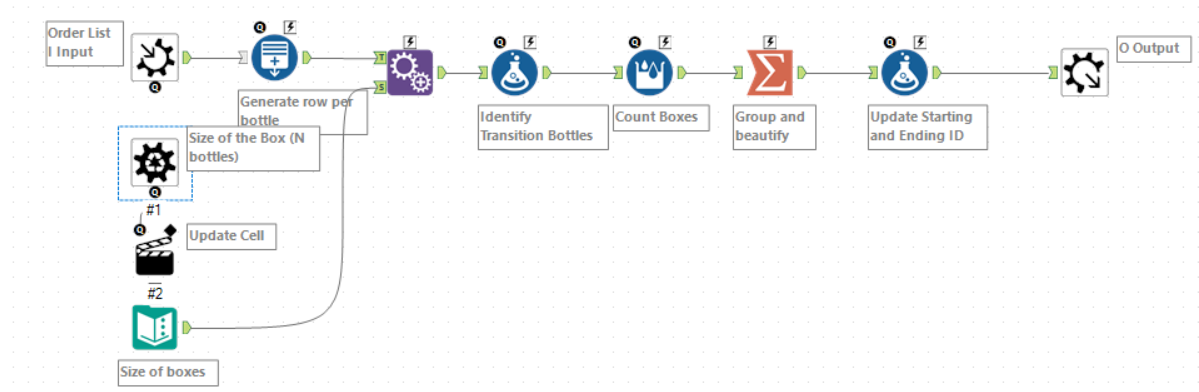 Order List
I Input
Q
Q
T
S
Q
Q
Q
O Output
Generate row per
bottle
Identify
Transition Bottles
Count Boxes
Group and
beautify
Update Starting
and Ending ID
Size of the Box (N
bottles)
Q
#1
Q
Update Cell
#2
Size of boxes